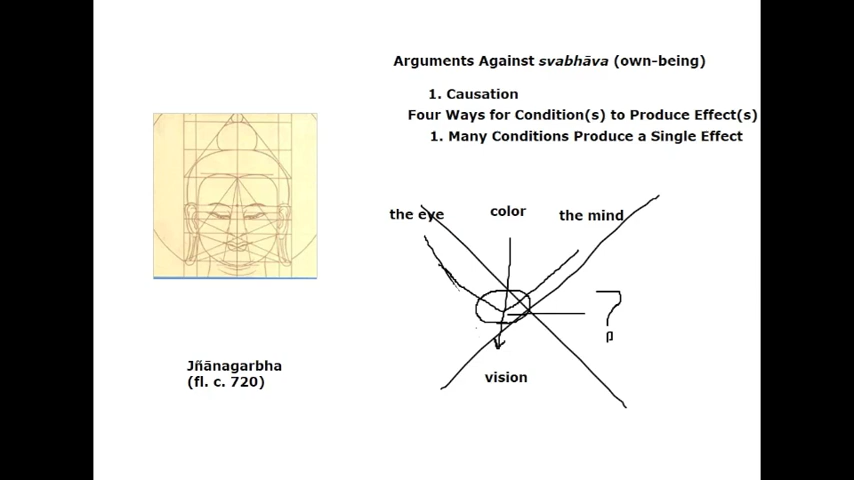 Arguments Against svabhāva (own-being)
1. Causation
Four Ways for Condition(s) to Produce Effect(s)
1. Many Conditions Produce a Single Effect
the eye
color
the mind
?
vision
Jñānagarbha
(fl. c. 720)